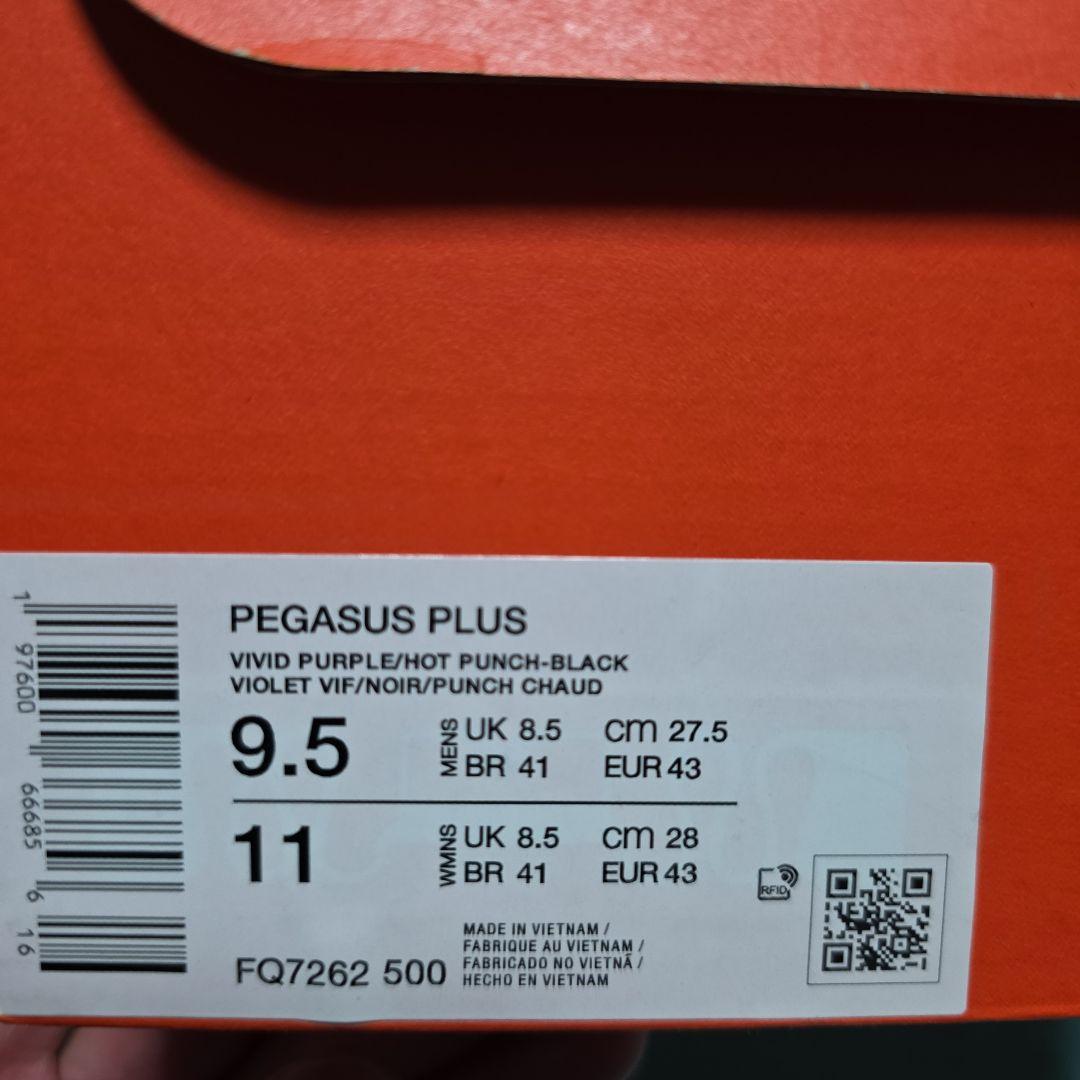 PEGASUS PLUS
VIVID PURPLE/HOT PUNCH-BLACK
VIOLET VIF/NOIR/PUNCH CHAUD
9.5 MENS UK 8.5 cm 27.5
BR 41 EUR 43
11 WMNS UK 8.5 cm 28
BR 41 EUR 43
RFID
FQ7262 500
MADE IN VIETNAM /
FABRIQUE AU VIETNAM /
FABRICADO NO VIETNÃ /
HECHO EN VIETNAM
1 97600 66685 6 16